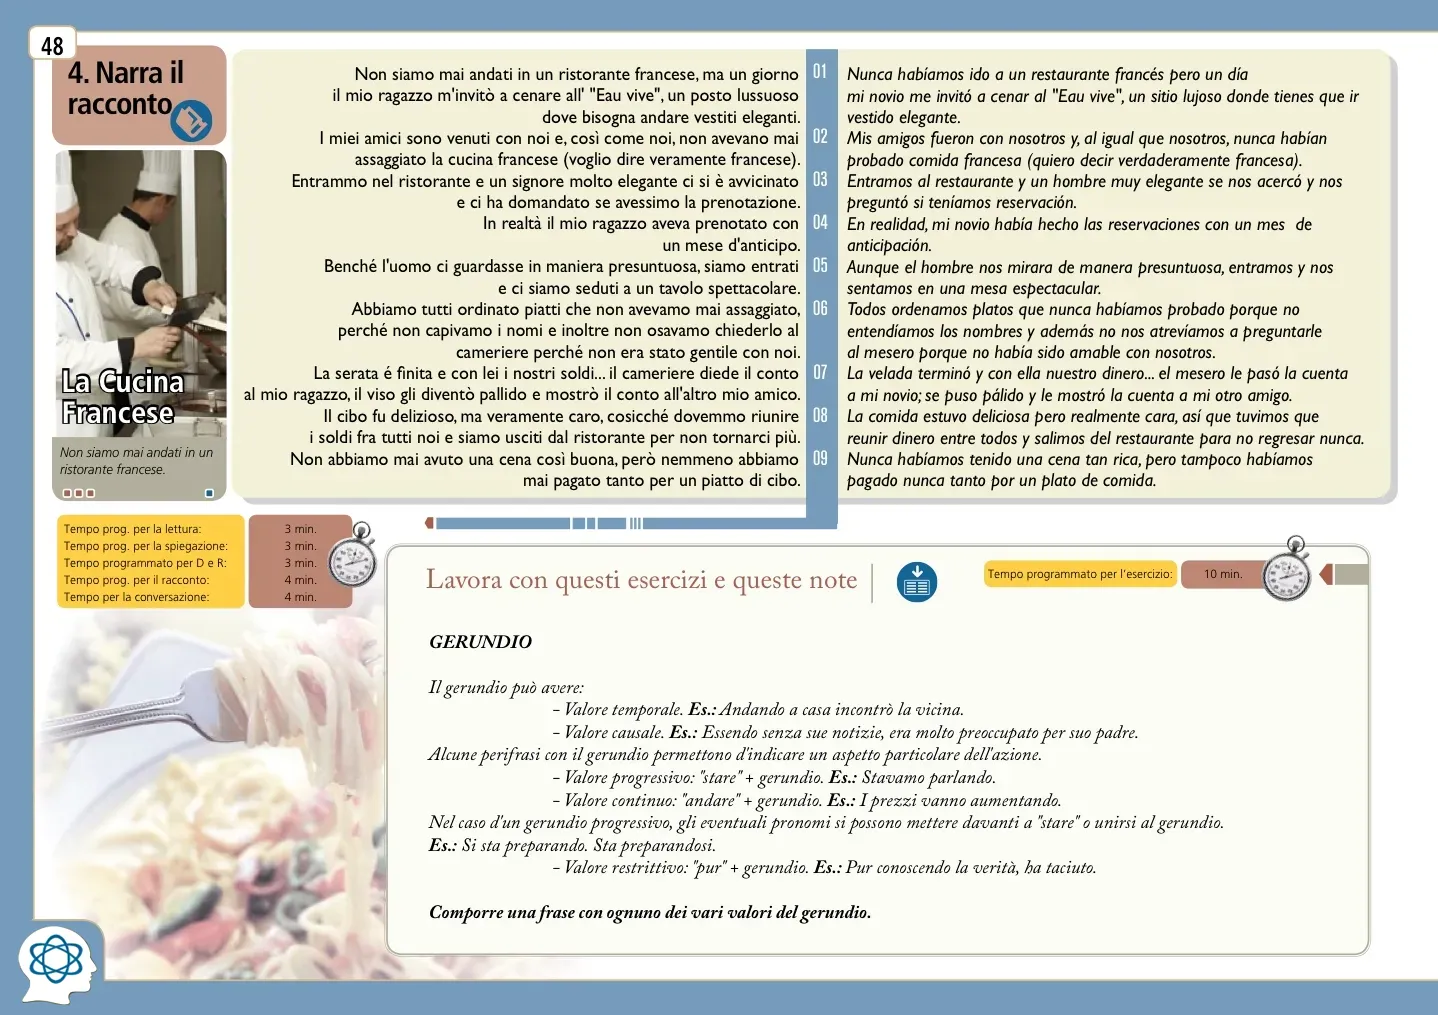 48
4. Narra il
racconto
Non siamo mai andati in un ristorante francese, ma un giorno
il mio ragazzo m'invitò a cenare all' "Eau vive", un posto lussuoso
dove bisogna andare vestiti eleganti.
I miei amici sono venuti con noi e, così come noi, non avevano mai
assaggiato la cucina francese (voglio dire veramente francese).
Entrammo nel ristorante e un signore molto elegante ci si è avvicinato
e ci ha domandato se avessimo la prenotazione.
In realtà il mio ragazzo aveva prenotato con
un mese d'anticipo.
Benché l'uomo ci guardasse in maniera presuntuosa, siamo entrati
e ci siamo seduti a un tavolo spettacolare.
Abbiamo tutti ordinato piatti che non avevamo mai assaggiato,
perché non capivamo i nomi e inoltre non osavamo chiederlo al
cameriere perché non era stato gentile con noi.
La serata é finita e con lei i nostri soldi... il cameriere diede il conto
al mio ragazzo, il viso gli diventò pallido e mostrò il conto all'altro mio amico.
Il cibo fu delizioso, ma veramente caro, cosicché dovemmo riunire
i soldi fra tutti noi e siamo usciti dal ristorante per non tornarci più.
Non abbiamo mai avuto una cena così buona, però nemmeno abbiamo
mai pagato tanto per un piatto di cibo.
01
02
03
04
05
06
07
08
09
Nunca habíamos ido a un restaurante francés pero un día
mi novio me invitó a cenar al "Eau vive", un sitio lujoso donde tienes que ir
vestido elegante.
Mis amigos fueron con nosotros y, al igual que nosotros, nunca habían
probado comida francesa (quiero decir verdaderamente francesa).
Entramos al restaurante y un hombre muy elegante se nos acercó y nos
preguntó si teníamos reservación.
En realidad, mi novio había hecho las reservaciones con un mes de
anticipación.
Aunque el hombre nos mirara de manera presuntuosa, entramos y nos
sentamos en una mesa espectacular.
Todos ordenamos platos que nunca habíamos probado porque no
entendíamos los nombres y además no nos atrevíamos a preguntarle
al mesero porque no había sido amable con nosotros.
La velada terminó y con ella nuestro dinero... el mesero le pasó la cuenta
a mi novio; se puso pálido y le mostró la cuenta a mi otro amigo.
La comida estuvo deliciosa pero realmente cara, así que tuvimos que
reunir dinero entre todos y salimos del restaurante para no regresar nunca.
Nunca habíamos tenido una cena tan rica, pero tampoco habíamos
pagado nunca tanto por un plato de comida.
La Cucina
Francese
Non siamo mai andati in un
ristorante francese.
Tempo prog. per la lettura: 3 min.
Tempo prog. per la spiegazione: 3 min.
Tempo programmato per D e R: 3 min.
Tempo prog. per il racconto: 4 min.
Tempo per la conversazione: 4 min.
Lavora con questi esercizi e queste note
Tempo programmato per l'esercizio: 10 min.
GERUNDIO
Il gerundio può avere:
- Valore temporale. Es.: Andando a casa incontrò la vicina.
- Valore causale. Es.: Essendo senza sue notizie, era molto preoccupato per suo padre.
Alcune perifrasi con il gerundio permettono d'indicare un aspetto particolare dell'azione.
- Valore progressivo: "stare" + gerundio. Es.: Stavamo parlando.
- Valore continuo: "andare" + gerundio. Es.: I prezzi vanno aumentando.
Nel caso d'un gerundio progressivo, gli eventuali pronomi si possono mettere davanti a "stare" o unirsi al gerundio.
Es.: Si sta preparando. Sta preparandosi.
- Valore restrittivo: "pur" + gerundio. Es.: Pur conoscendo la verità, ha taciuto.
Comporre una frase con ognuno dei vari valori del gerundio.